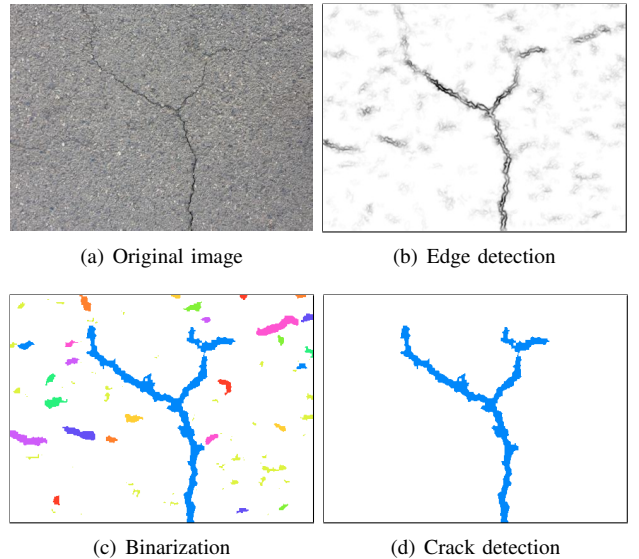 (a) Original image
(b) Edge detection
(c) Binarization
(d) Crack detection